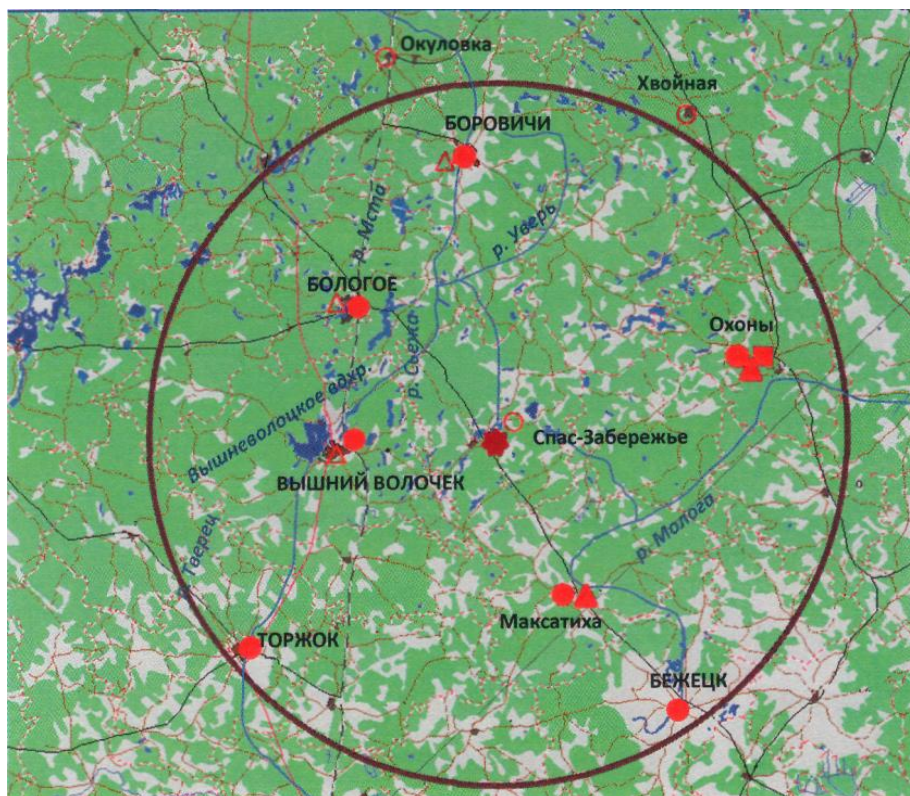 Окуловка
Хвойная
БОРОВИЧИ
р. Мста
р. Уверь
БОЛОГОЕ
Охоны
р. Съежа
Вышневолоцкое вдхр.
Спас-Забережье
ВЫШНИЙ ВОЛОЧЕК
р. Молога
р. Тверец
Максатиха
ТОРЖОК
БЕЖЕЦК